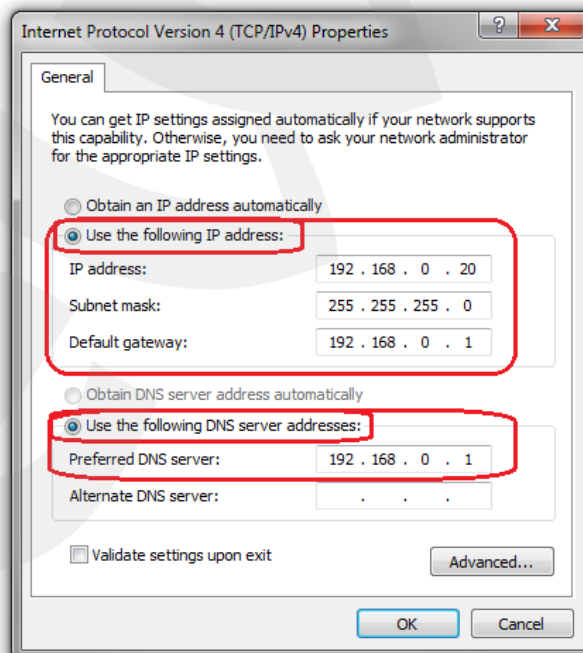 Internet Protocol Version 4 (TCP/IPv4) Properties
General
You can get IP settings assigned automatically if your network supports
this capability. Otherwise, you need to ask your network administrator
for the appropriate IP settings.
Obtain an IP address automatically
Use the following IP address:
IP address: 192 . 168 . 0 . 20
Subnet mask: 255 . 255 . 255 . 0
Default gateway: 192 . 168 . 0 . 1
Obtain DNS server address automatically
Use the following DNS server addresses:
Preferred DNS server: 192 . 168 . 0 . 1
Alternate DNS server: . . .
Validate settings upon exit
Advanced...
OK Cancel